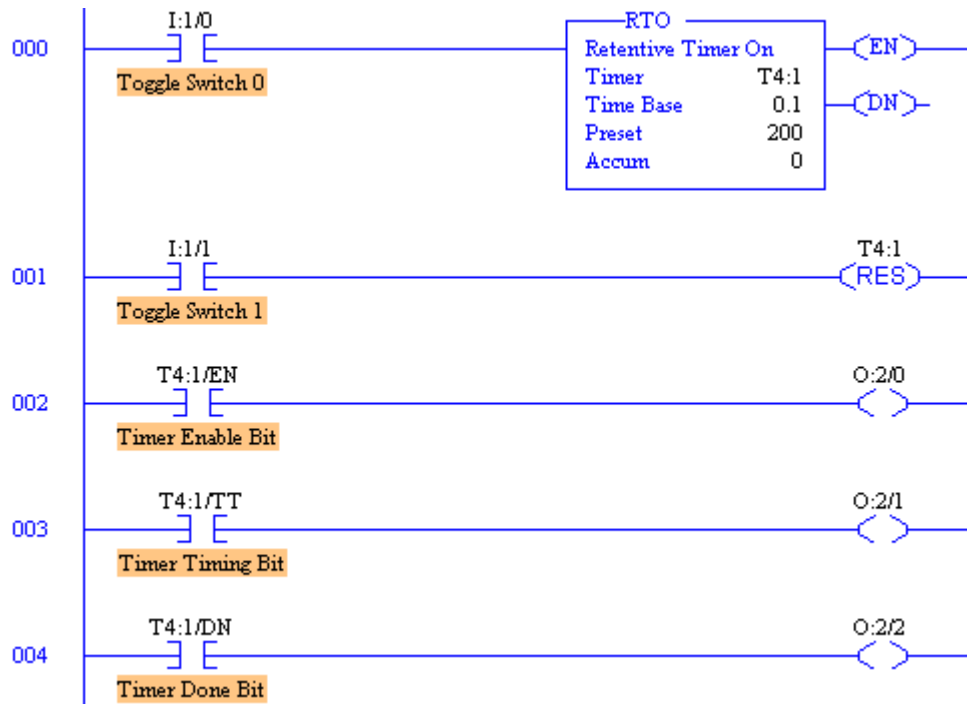 I:1/0
RTO
000
Retentive Timer On
EN
Toggle Switch 0
Timer T4:1
Time Base 0.1
DN
Preset 200
Accum 0
I:1/1
T4:1
001
RES
Toggle Switch 1
T4:1/EN
O:2/0
002
Timer Enable Bit
T4:1/TT
O:2/1
003
Timer Timing Bit
T4:1/DN
O:2/2
004
Timer Done Bit